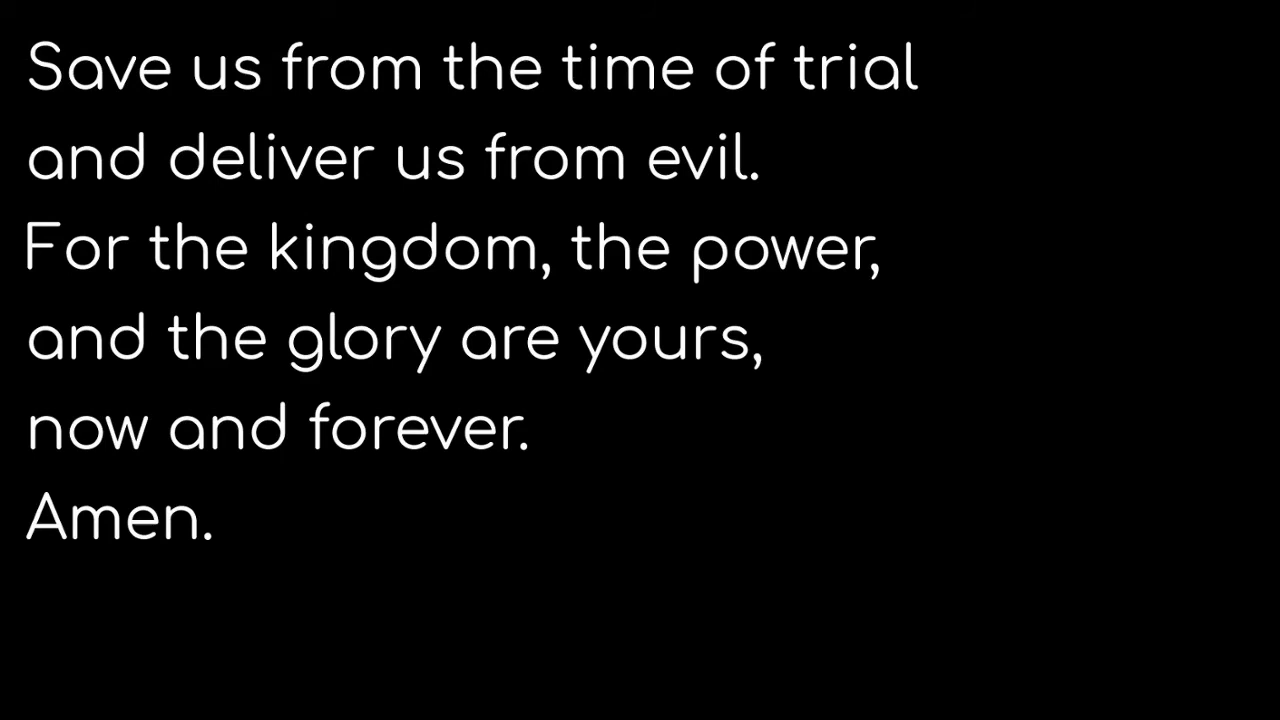 Save us from the time of trial
and deliver us from evil.
For the kingdom, the power,
and the glory are yours,
now and forever.
Amen.